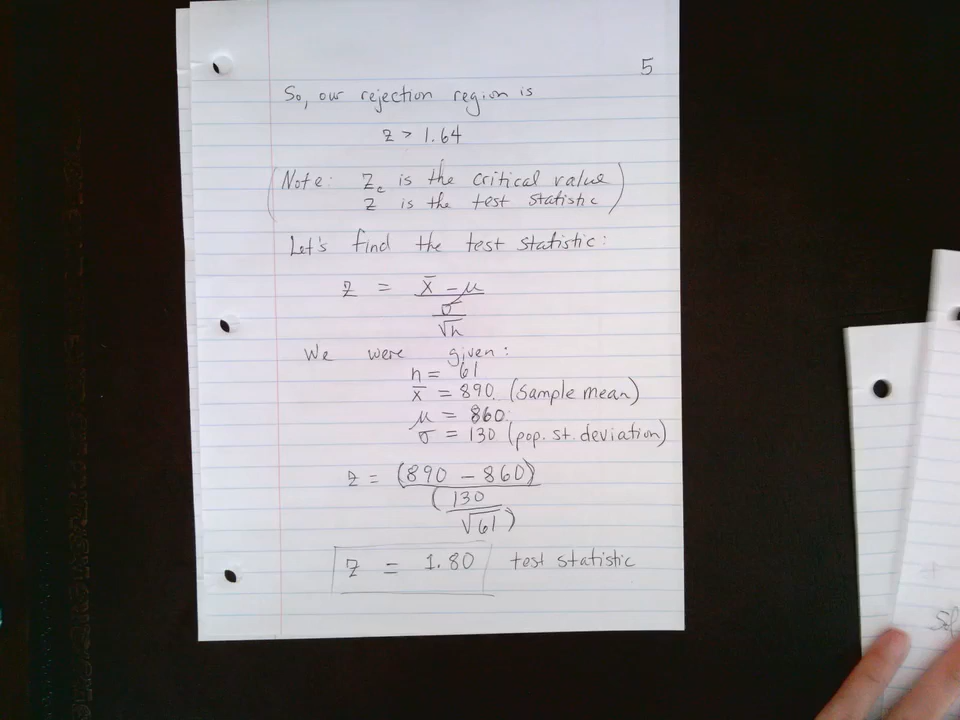 5
So, our rejection region is
z > 1.64
(Note: Zc is the critical value
z is the test statistic)
Let's find the test statistic:
z = x̄ - μ
σ
√n
We were given:
n = 61
x̄ = 890. (sample mean)
μ = 860.
σ = 130 (pop. st. deviation)
z = (890 - 860)
(130
√61)
z = 1.80 test statistic